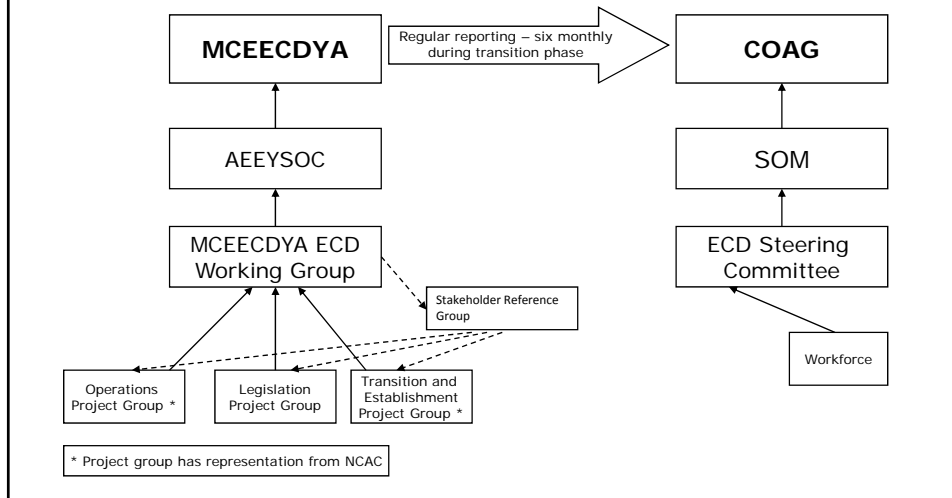 MCEECDYA
Regular reporting – six monthly
during transition phase
COAG
AEEYSOC
SOM
MCEECDYA ECD
Working Group
ECD Steering
Committee
Stakeholder Reference
Group
Workforce
Operations
Project Group *
Legislation
Project Group
Transition and
Establishment
Project Group *
* Project group has representation from NCAC